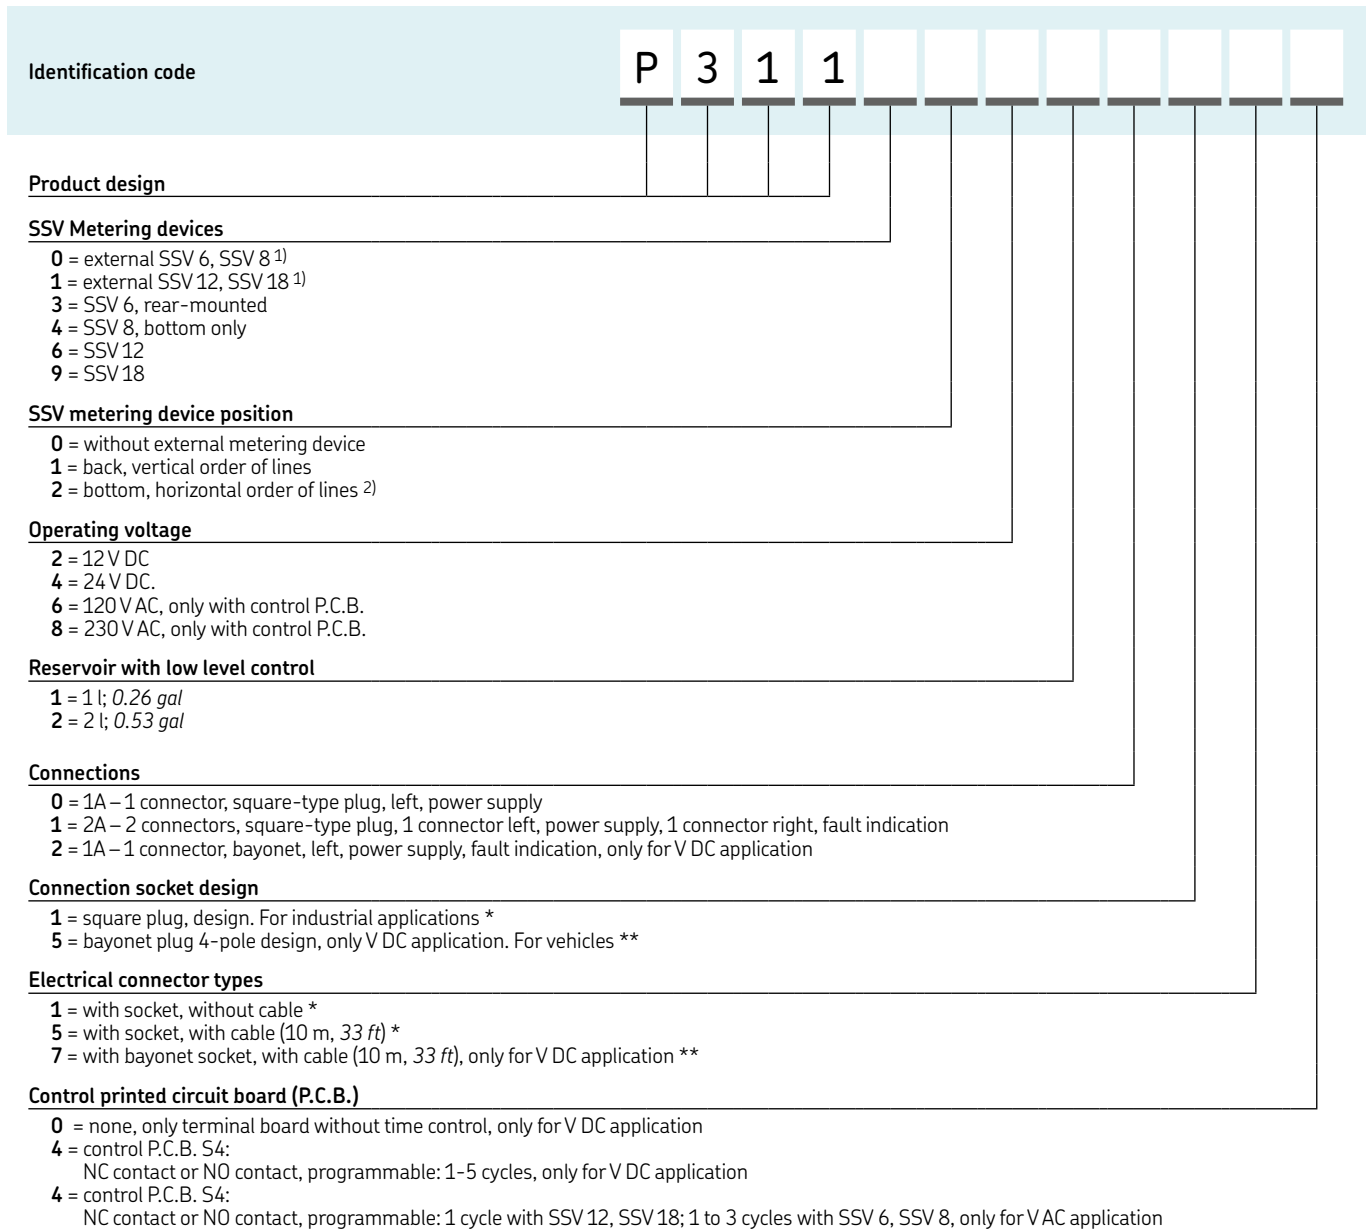 Identification code
P 3 1 1
Product design
SSV Metering devices
0 = external SSV 6, SSV 8 1)
1 = external SSV 12, SSV 18 1)
3 = SSV 6, rear-mounted
4 = SSV 8, bottom only
6 = SSV 12
9 = SSV 18
SSV metering device position
0 = without external metering device
1 = back, vertical order of lines
2 = bottom, horizontal order of lines 2)
Operating voltage
2 = 12 V DC
4 = 24 V DC.
6 = 120 V AC, only with control P.C.B.
8 = 230 V AC, only with control P.C.B.
Reservoir with low level control
1 = 1 l; 0.26 gal
2 = 2 l; 0.53 gal
Connections
0 = 1A – 1 connector, square-type plug, left, power supply
1 = 2A – 2 connectors, square-type plug, 1 connector left, power supply, 1 connector right, fault indication
2 = 1A – 1 connector, bayonet, left, power supply, fault indication, only for V DC application
Connection socket design
1 = square plug, design. For industrial applications *
5 = bayonet plug 4-pole design, only V DC application. For vehicles **
Electrical connector types
1 = with socket, without cable *
5 = with socket, with cable (10 m, 33 ft) *
7 = with bayonet socket, with cable (10 m, 33 ft), only for V DC application **
Control printed circuit board (P.C.B.)
0 = none, only terminal board without time control, only for V DC application
4 = control P.C.B. S4:
NC contact or NO contact, programmable: 1-5 cycles, only for V DC application
4 = control P.C.B. S4:
NC contact or NO contact, programmable: 1 cycle with SSV 12, SSV 18; 1 to 3 cycles with SSV 6, SSV 8, only for V AC application